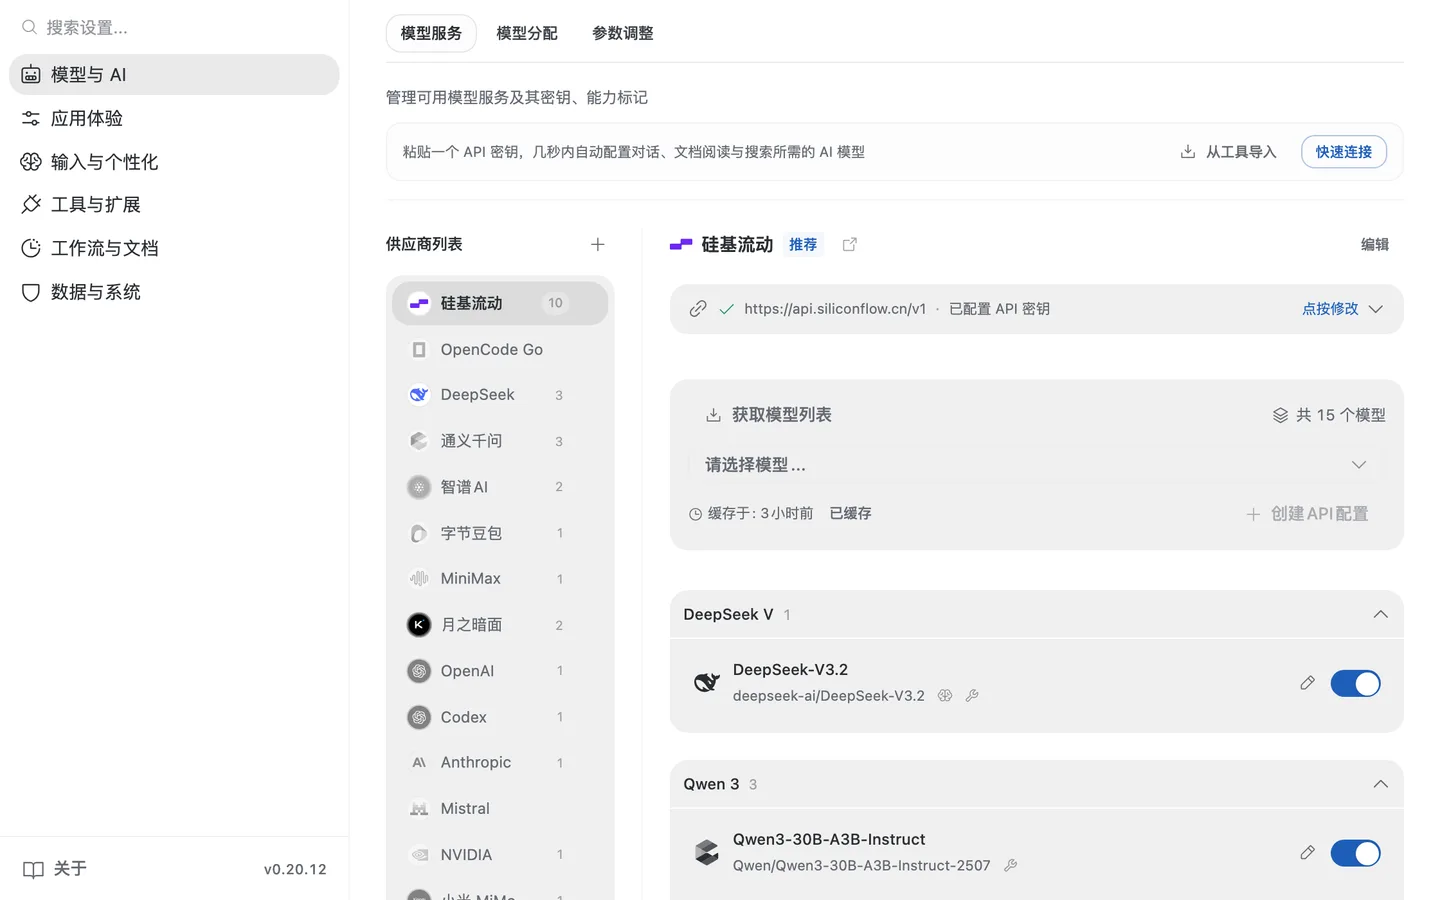 搜索设置...
模型与 AI
应用体验
输入与个性化
工具与扩展
工作流与文档
数据与系统
关于
v0.20.12
模型服务
模型分配
参数调整
管理可用模型服务及其密钥、能力标记
粘贴一个 API 密钥，几秒内自动配置对话、文档阅读与搜索所需的 AI 模型
从工具导入
快速连接
供应商列表
硅基流动 10
OpenCode Go
DeepSeek 3
通义千问 3
智谱AI 2
字节豆包 1
MiniMax 1
月之暗面 2
OpenAI 1
Codex 1
Anthropic 1
Mistral
NVIDIA 1
硅基流动 推荐
编辑
https://api.siliconflow.cn/v1 · 已配置 API 密钥
点按修改
获取模型列表
共 15 个模型
请选择模型...
缓存于: 3小时前 已缓存
创建API配置
DeepSeek V 1
DeepSeek-V3.2
deepseek-ai/DeepSeek-V3.2
Qwen 3 3
Qwen3-30B-A3B-Instruct
Qwen/Qwen3-30B-A3B-Instruct-2507